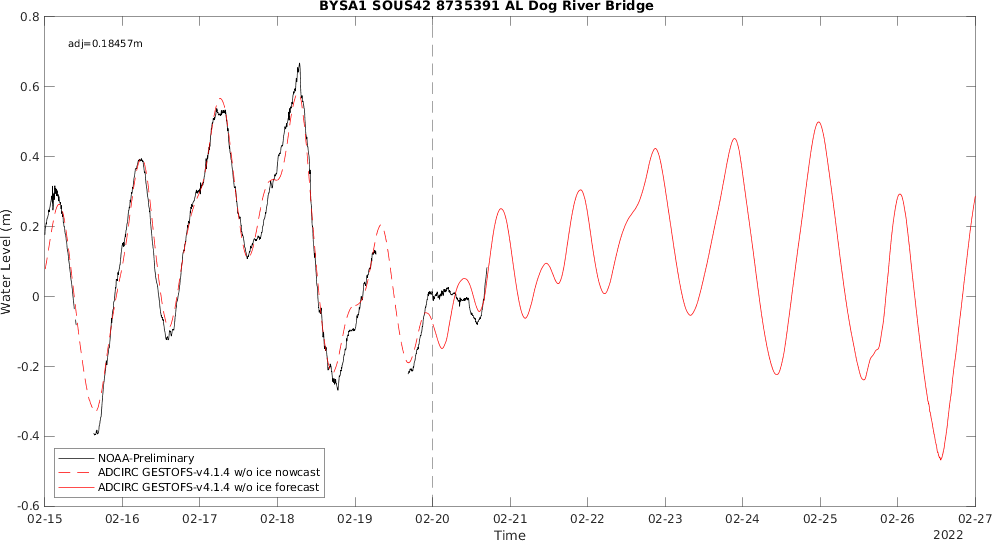 BYSA1 SOUS42 8735391 AL Dog River Bridge
0.8
adj=0.18457m
0.6
0.4
0.2
0
-0.2
-0.4
-0.6
Water Level (m)
NOAA-Preliminary
ADCIRC GESTOFS-v4.1.4 w/o ice nowcast
ADCIRC GESTOFS-v4.1.4 w/o ice forecast
02-15 02-16 02-17 02-18 02-19 02-20 02-21 02-22 02-23 02-24 02-25 02-26 02-27
Time
2022